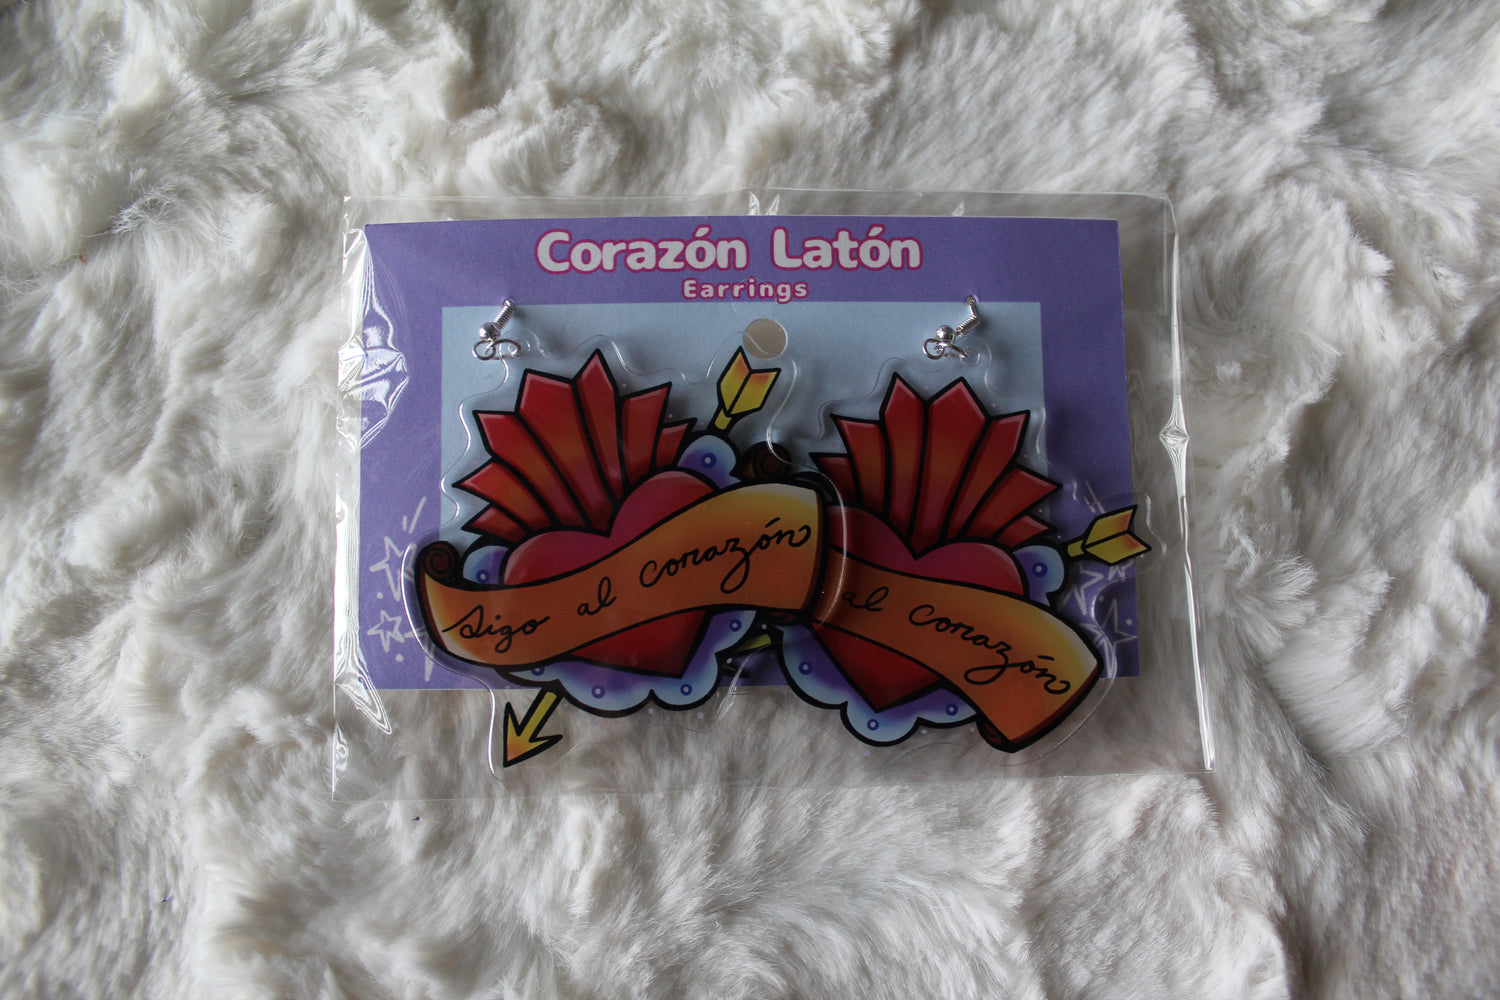 Corazón Latón
Earrings
Sigo al corazón
al corazón